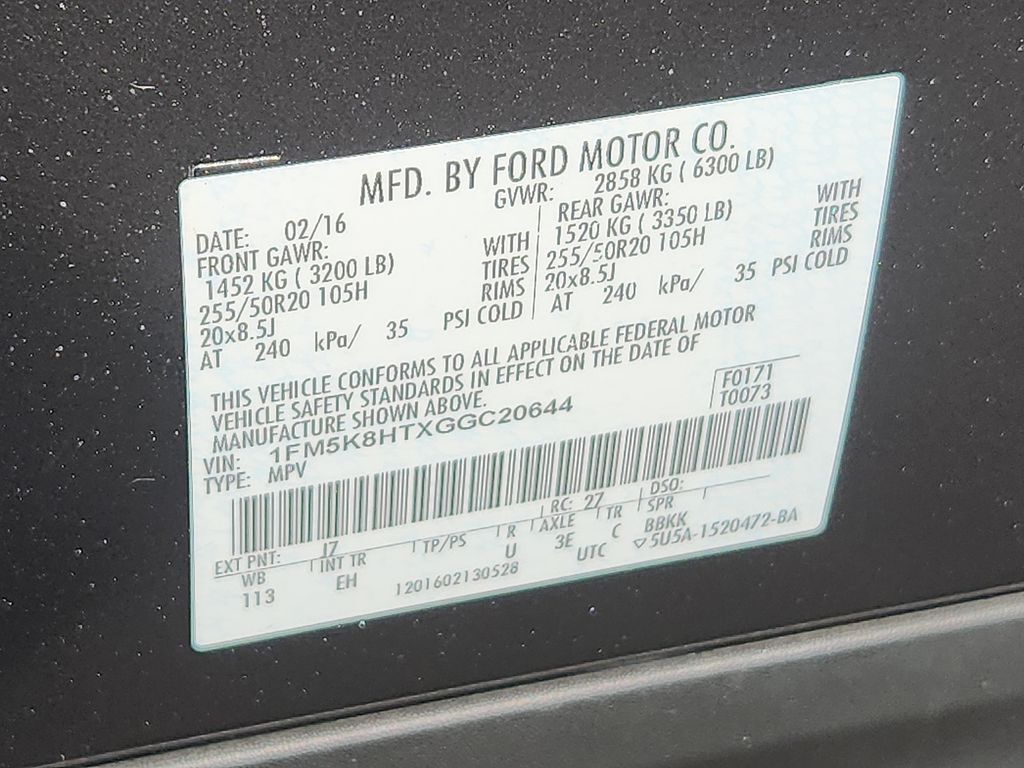 MFD. BY FORD MOTOR CO.
DATE: 02/16 GVWR: 2858 KG ( 6300 LB)
FRONT GAWR: REAR GAWR:
1452 KG ( 3200 LB) WITH 1520 KG ( 3350 LB) WITH
255/50R20 105H TIRES 255/50R20 105H TIRES
20x8.5J RIMS 20x8.5J RIMS
AT 240 kPa/ 35 PSI COLD AT 240 kPa/ 35 PSI COLD
THIS VEHICLE CONFORMS TO ALL APPLICABLE FEDERAL MOTOR
VEHICLE SAFETY STANDARDS IN EFFECT ON THE DATE OF
MANUFACTURE SHOWN ABOVE.
F0171
T0073
VIN: 1FM5K8HTXGGC20644
TYPE: MPV
EXT PNT: J7 RC: 27 DSO:
WB INT TR TP/PS R AXLE TR SPR
113 EH U 3E C BBKK
1201602130528 UTC ▽5U5A-1520472-BA